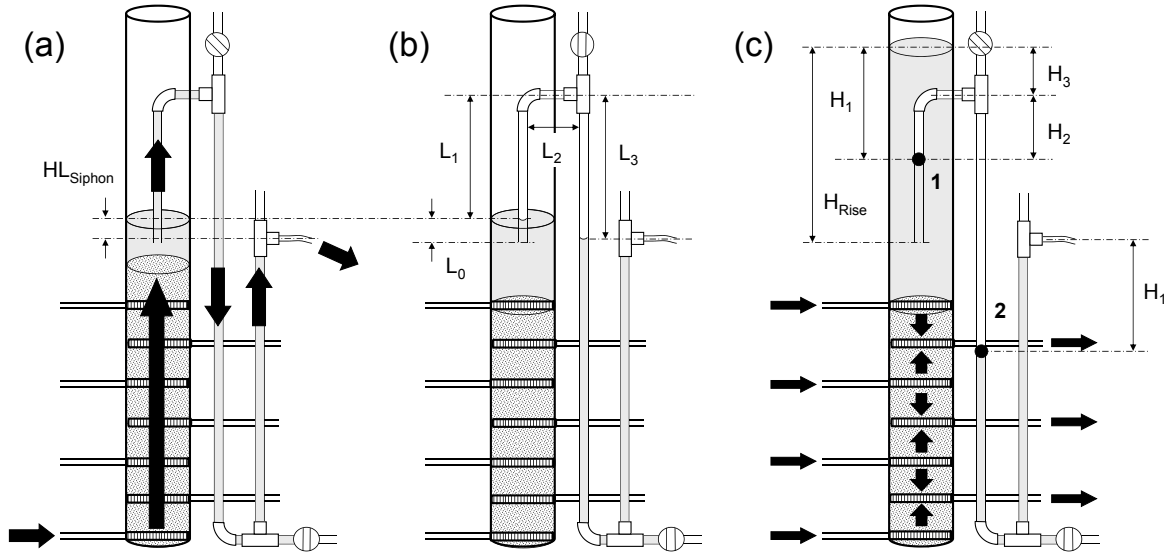 (a)
HL_Siphon
(b)
L_1
L_2
L_3
L_0
(c)
H_1
H_3
H_2
1
H_Rise
H_1
2